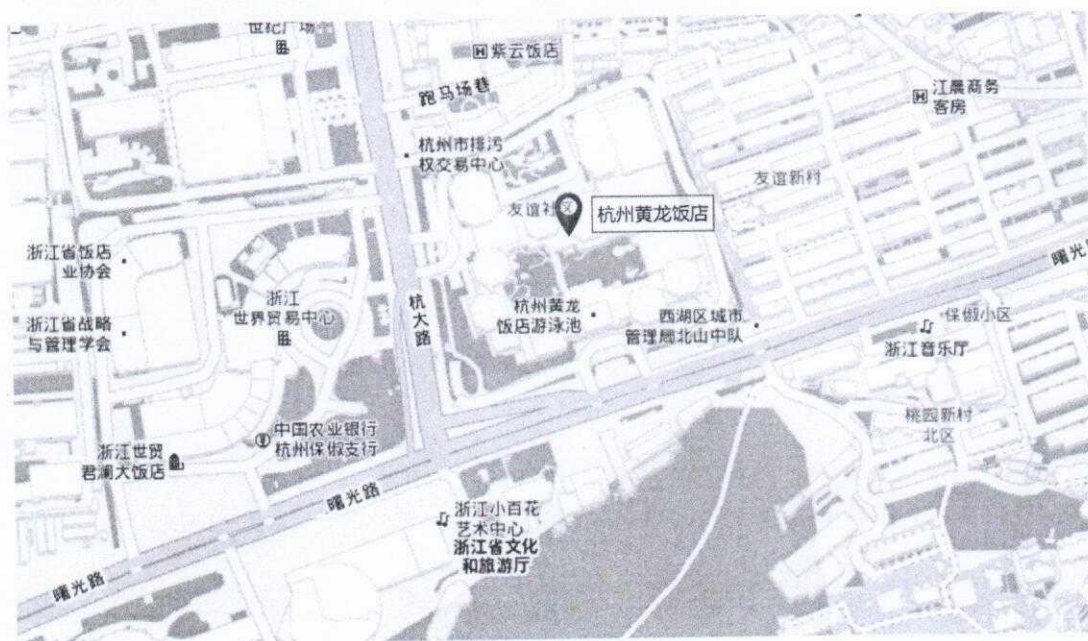 世纪广场
紫云饭店
跑马场巷
江晨商务
客房
杭州市排污
权交易中心
友谊新村
友谊社区
杭州黄龙饭店
浙江省饭店
业协会
曙光路
浙江
世界贸易中心
杭大路
杭州黄龙
饭店游泳池
西湖区城市
管理局北山中队
保俶小区
浙江省战略
与管理学会
浙江音乐厅
桃园新村
北区
中国农业银行
杭州保俶支行
浙江世贸
君澜大饭店
曙光路
浙江小百花
艺术中心
浙江省文化
和旅游厅
曙光路